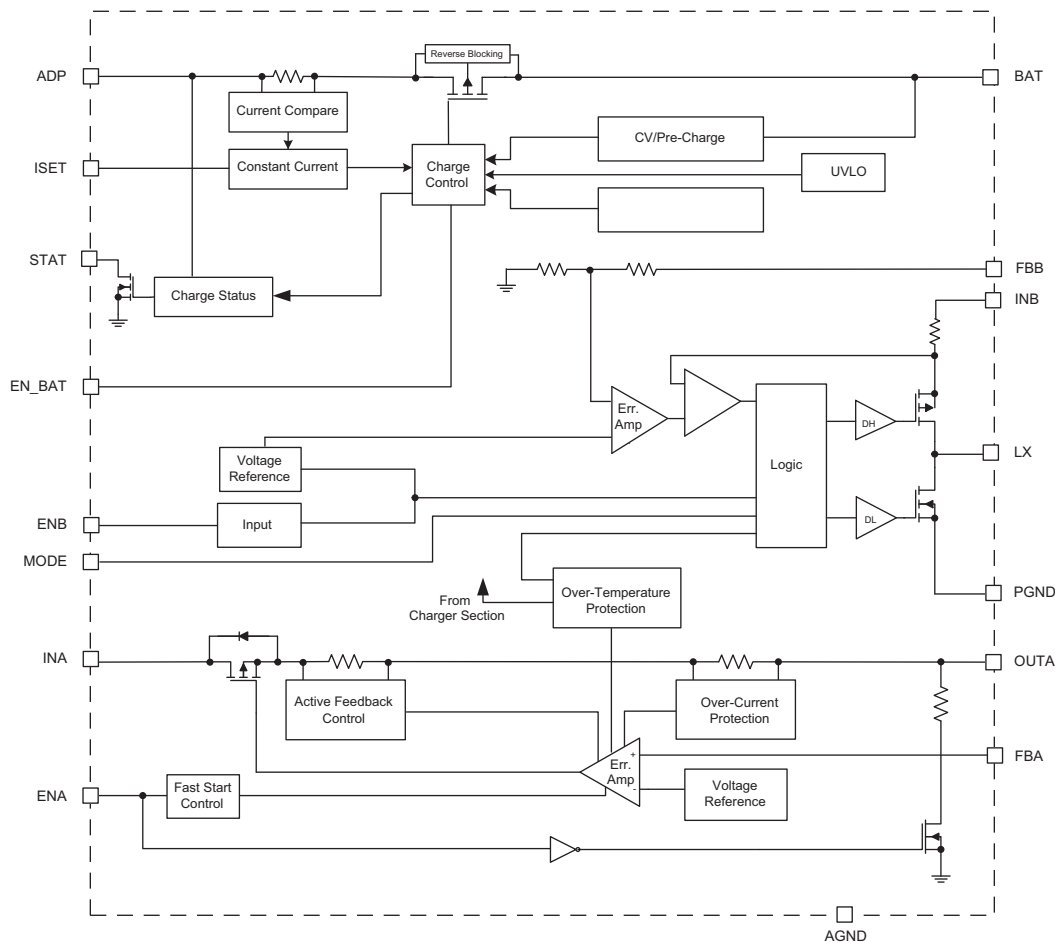 Reverse Blocking
ADP
BAT
Current Compare
CV/Pre-Charge
ISET
Constant Current
Charge
Control
UVLO
STAT
FBB
Charge Status
INB
EN_BAT
Err.
Amp
DH
Voltage
Reference
Logic
LX
ENB
Input
DL
MODE
From
Charger Section
Over-Temperature
Protection
PGND
INA
OUTA
Active Feedback
Control
Over-Current
Protection
+
FBA
Err.
Amp
-
Voltage
Reference
ENA
Fast Start
Control
AGND